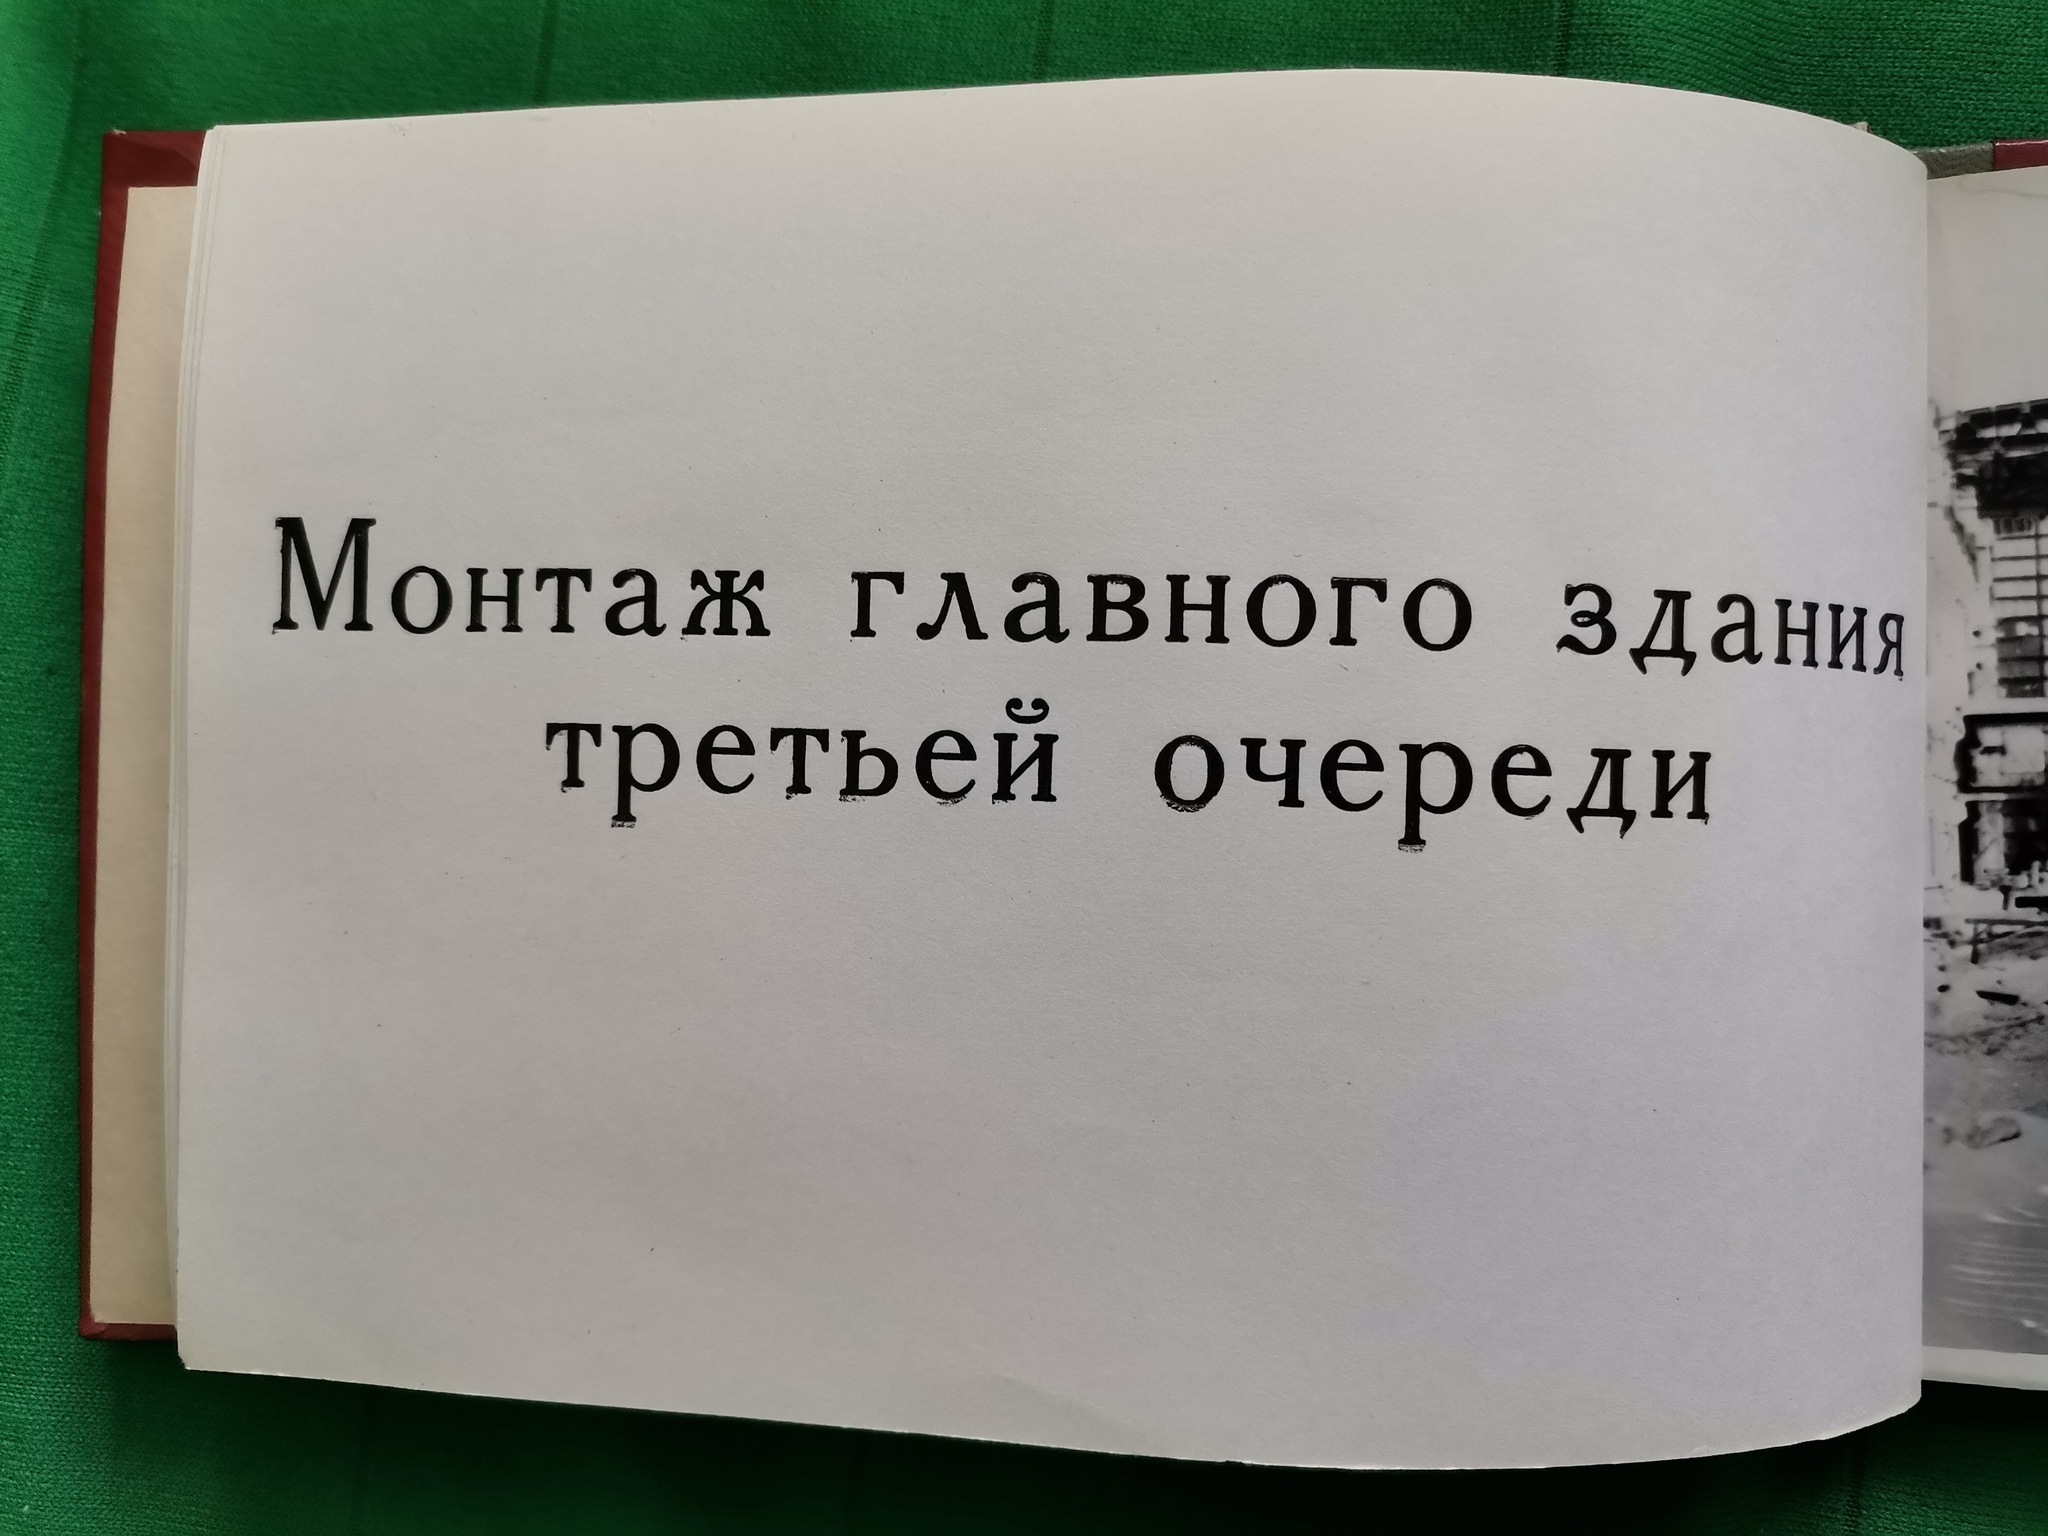 Монтаж главного здания
третьей очереди